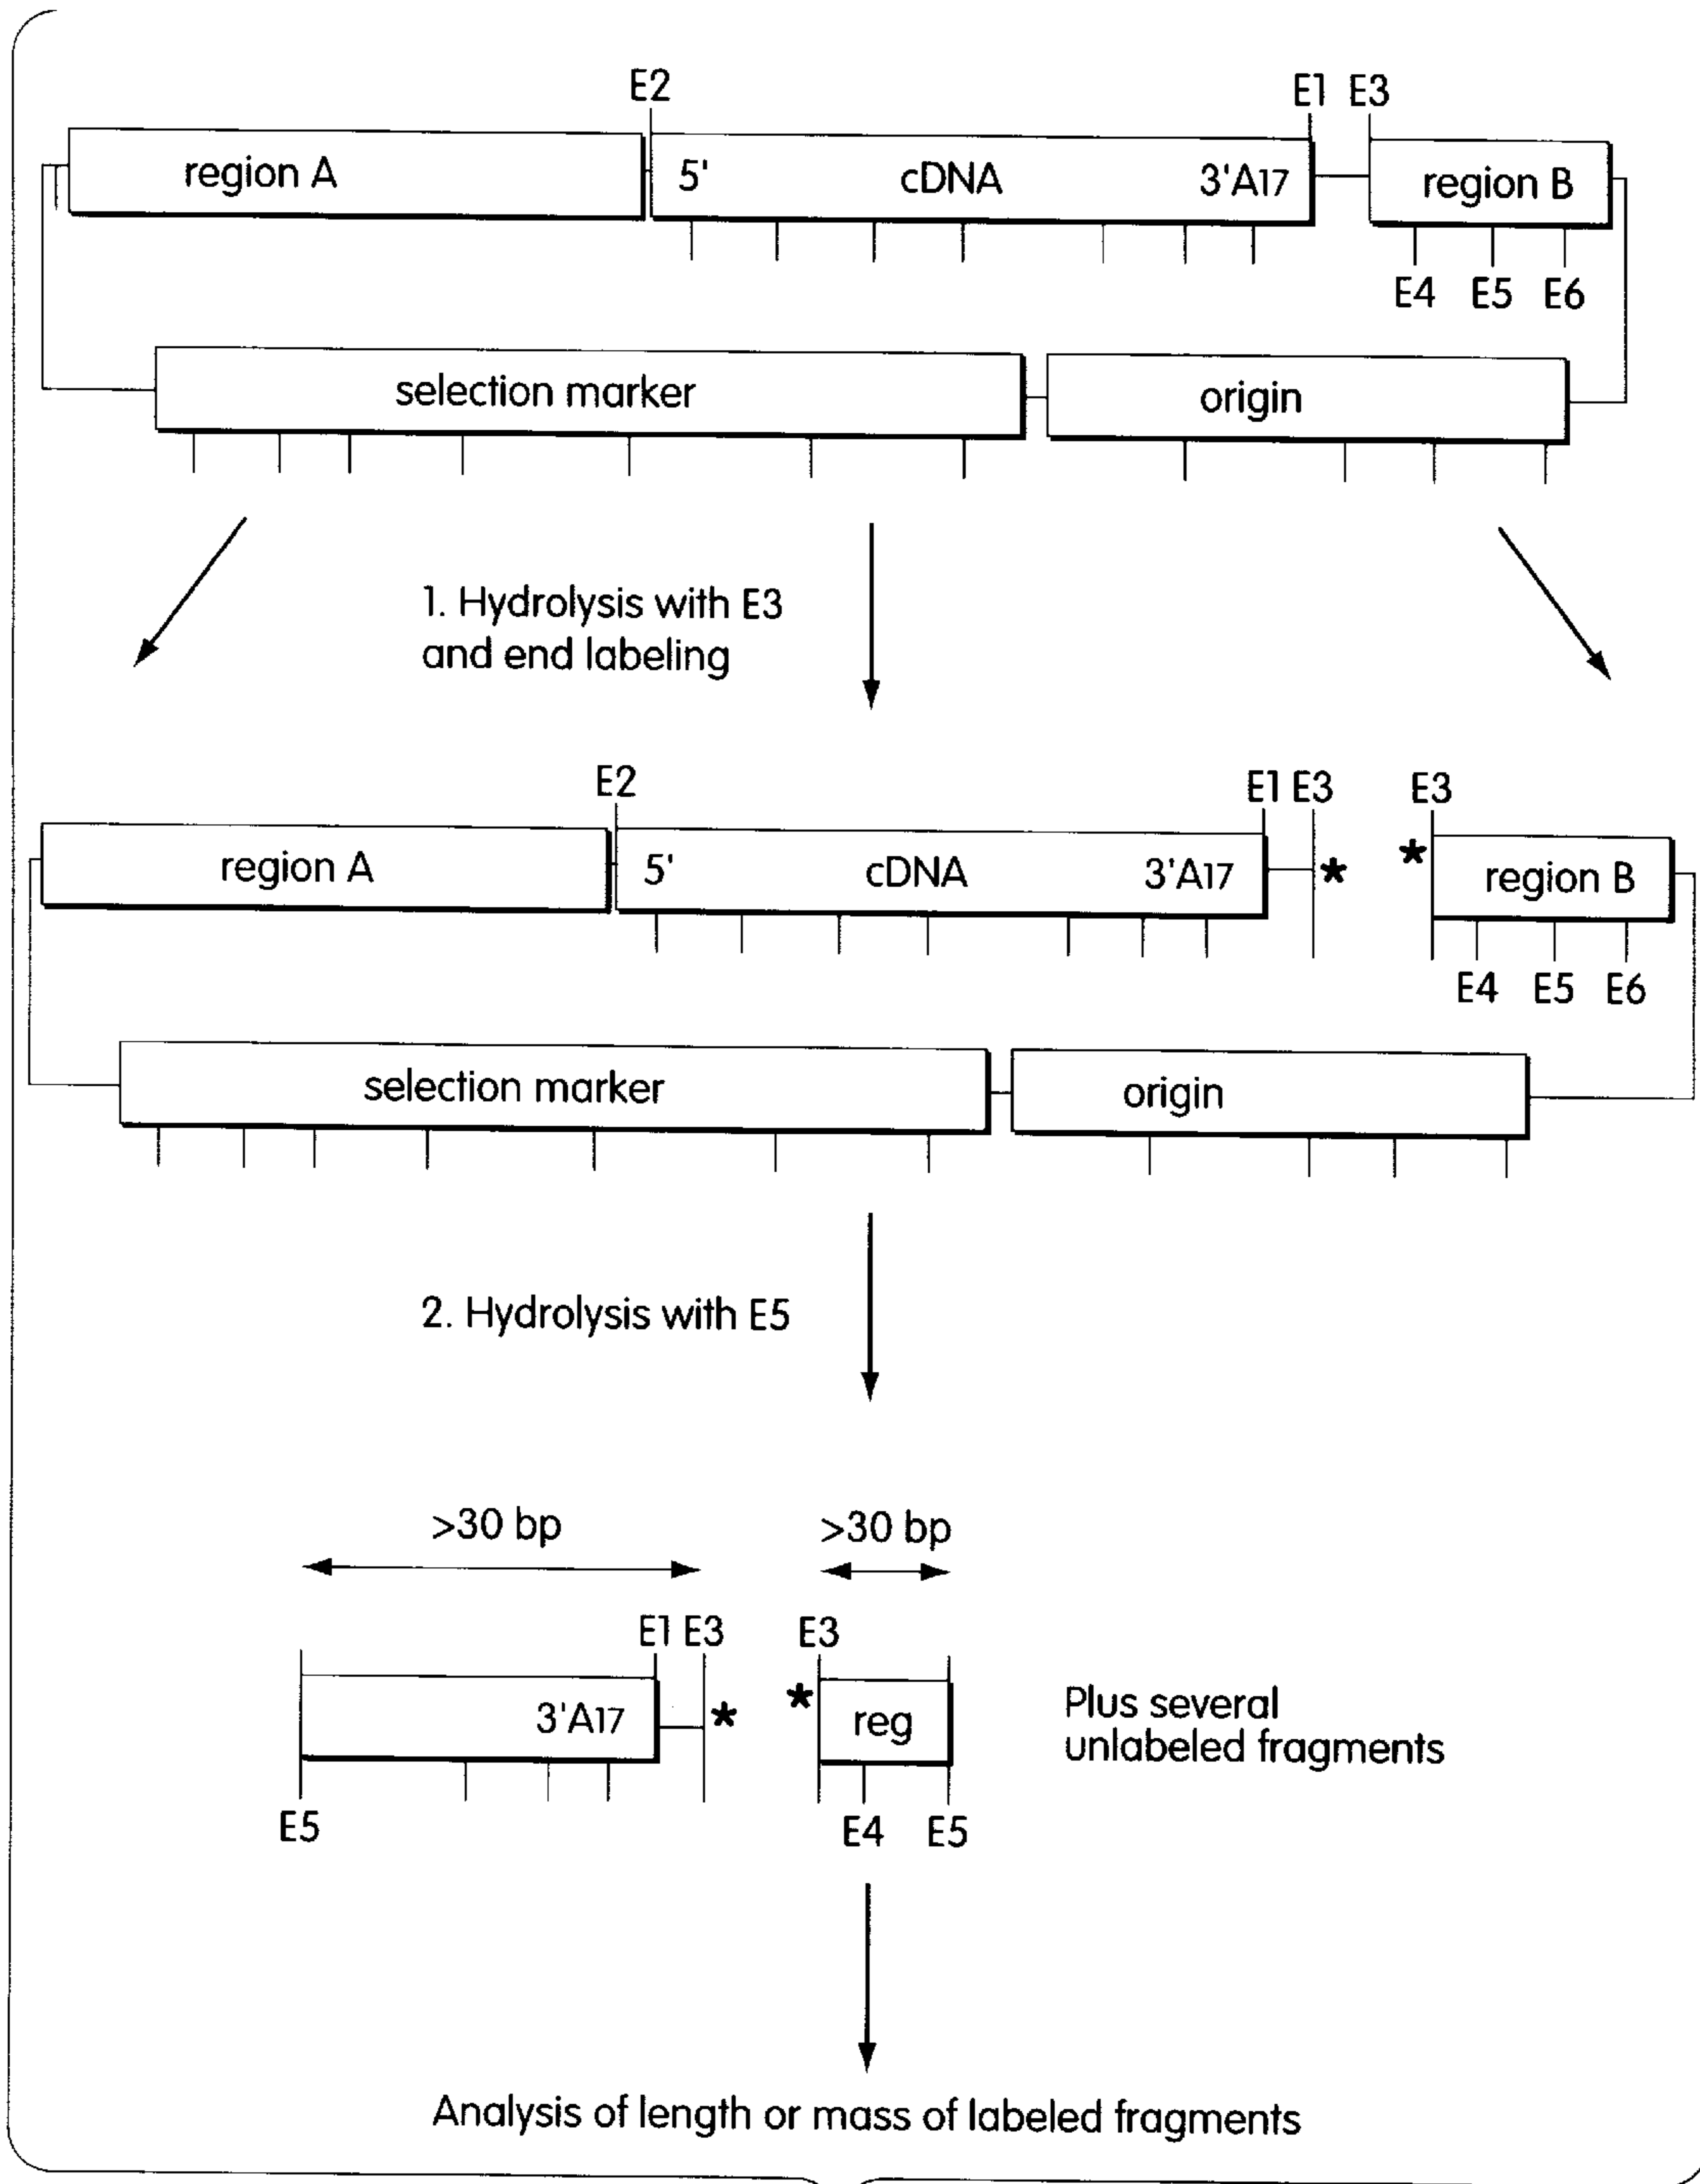 E2 E1 E3
region A 5' cDNA 3'A17 region B
E4 E5 E6
selection marker origin
1. Hydrolysis with E3
and end labeling
E2 E1 E3 E3
region A 5' cDNA 3'A17 * * region B
E4 E5 E6
selection marker origin
2. Hydrolysis with E5
>30 bp >30 bp
E1 E3 E3
3'A17 * * reg
E5 E4 E5
Plus several
unlabeled fragments
Analysis of length or mass of labeled fragments